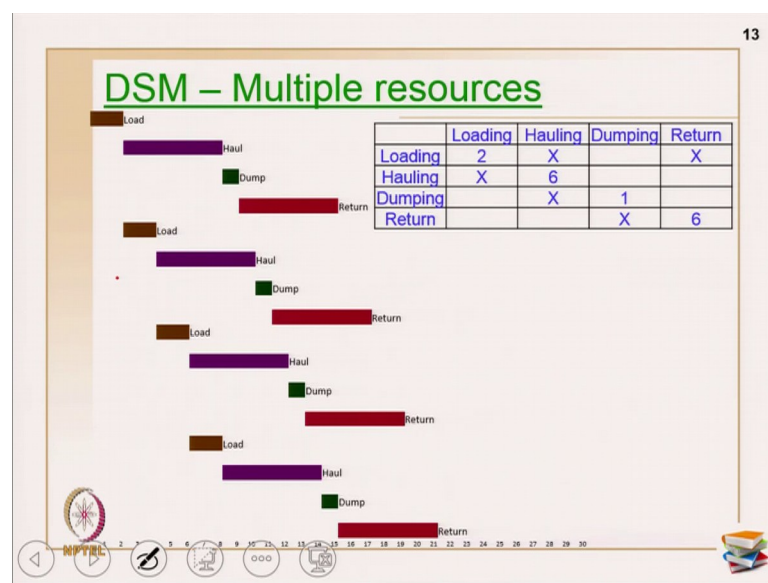 13
DSM – Multiple resources
Loading Hauling Dumping Return
Loading 2 X X
Hauling X 6
Dumping X 1
Return X 6
Load
Haul
Dump
Return
Load
Haul
Dump
Return
Load
Haul
Dump
Return
Load
Haul
Dump
Return
1 2 3 5 6 7 8 9 10 11 12 13 14 15 16 17 18 19 20 21 22 23 24 25 26 27 28 29 30
NPTEL